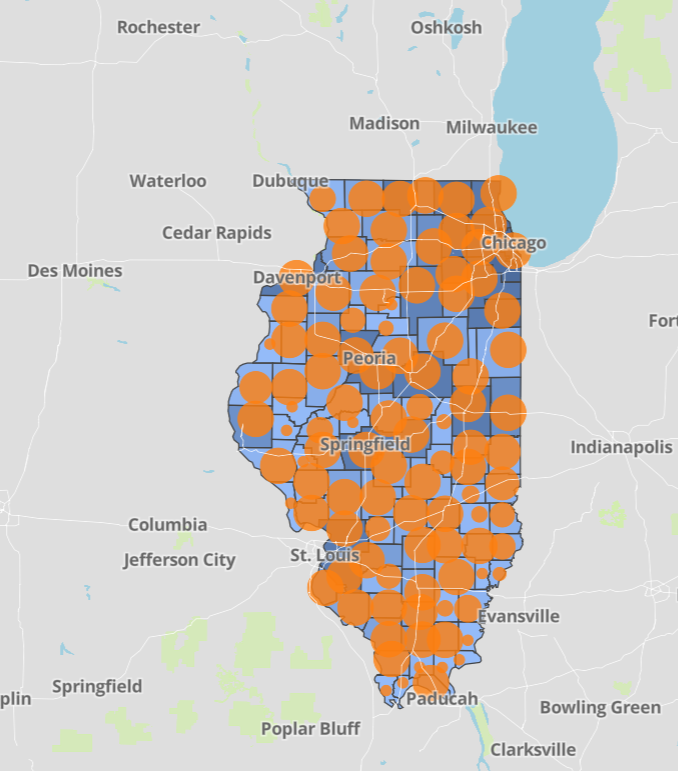 Rochester
Oshkosh
Madison
Milwaukee
Waterloo
Dubuque
Cedar Rapids
Chicago
Des Moines
Davenport
Fort
Peoria
Springfield
Indianapolis
Columbia
St. Louis
Jefferson City
Evansville
Springfield
plin
Paducah
Bowling Green
Poplar Bluff
Clarksville